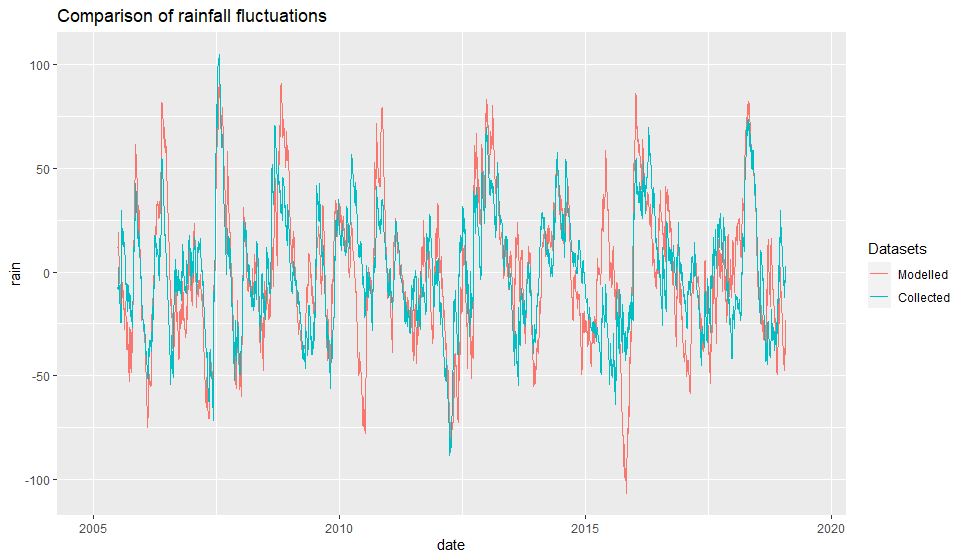 Comparison of rainfall fluctuations
100
50
0
-50
-100
rain
2005
2010
2015
2020
date
Datasets
Modelled
Collected